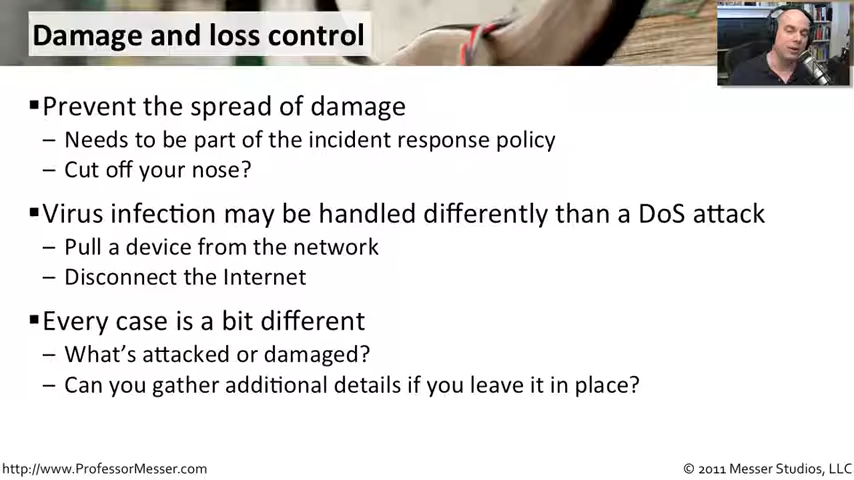 Damage and loss control
▪Prevent the spread of damage
– Needs to be part of the incident response policy
– Cut off your nose?
▪Virus infection may be handled differently than a DoS attack
– Pull a device from the network
– Disconnect the Internet
▪Every case is a bit different
– What's attacked or damaged?
– Can you gather additional details if you leave it in place?
http://www.ProfessorMesser.com
© 2011 Messer Studios, LLC